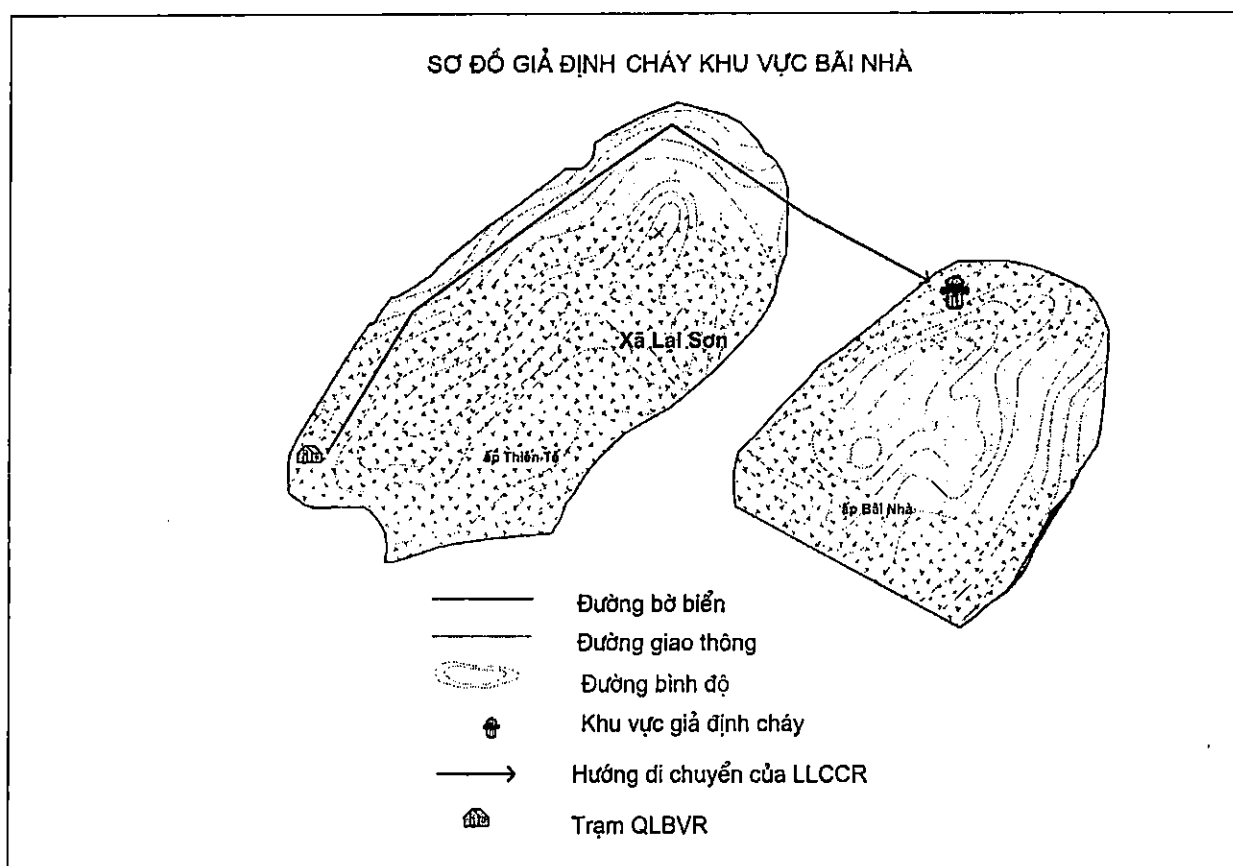 SƠ ĐỒ GIẢ ĐỊNH CHÁY KHU VỰC BÃI NHÀ
Xã Lại Sơn
ấp Thiên Tế
ấp Bãi Nhà
Đường bờ biển
Đường giao thông
Đường bình độ
Khu vực giả định cháy
Hướng di chuyển của LLCCR
Trạm QLBVR